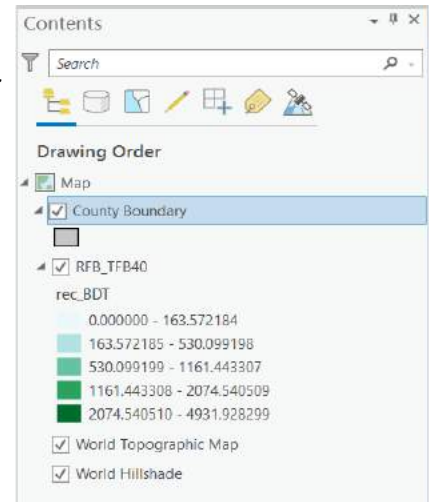 Contents
Search
Drawing Order
Map
County Boundary
RFB_TFB40
rec_BDT
0.000000 - 163.572184
163.572185 - 530.099198
530.099199 - 1161.443307
1161.443308 - 2074.540509
2074.540510 - 4931.928299
World Topographic Map
World Hillshade